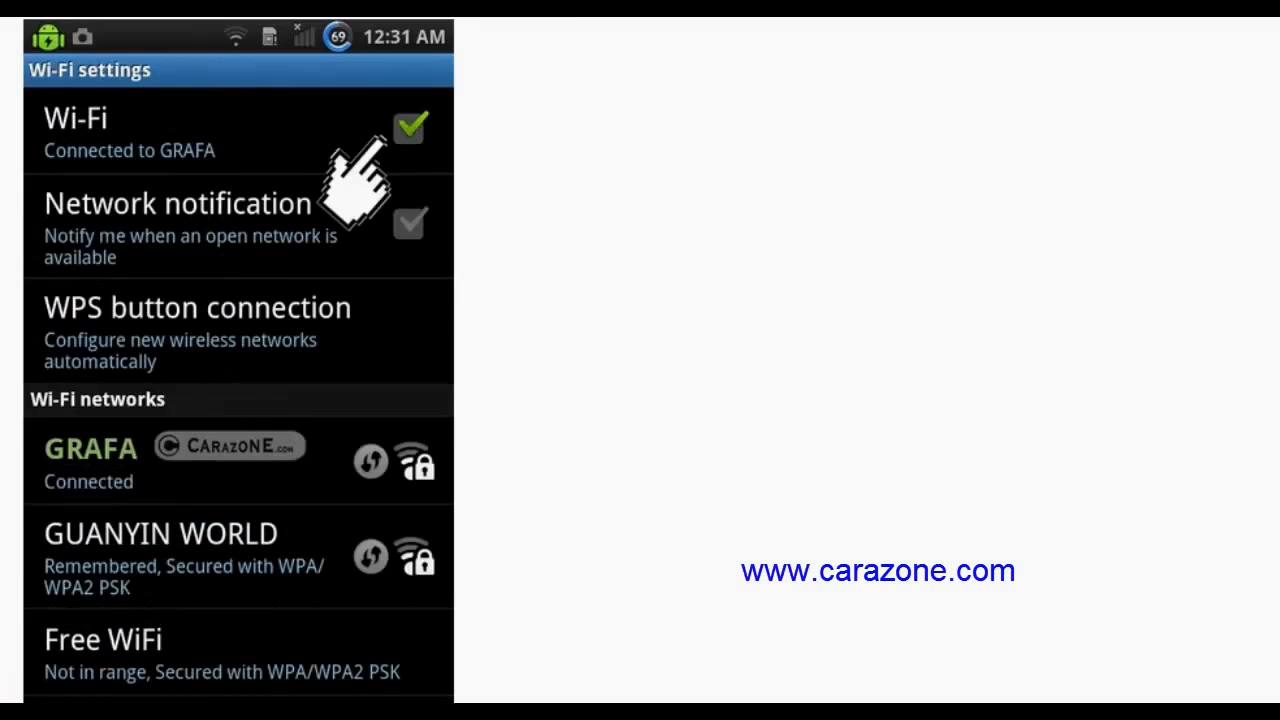 69 12:31 AM
Wi-Fi settings
Wi-Fi
Connected to GRAFA
Network notification
Notify me when an open network is
available
WPS button connection
Configure new wireless networks
automatically
Wi-Fi networks
GRAFA C CARAZONE.COM
Connected
GUANYIN WORLD
Remembered, Secured with WPA/
WPA2 PSK
www.carazone.com
Free WiFi
Not in range, Secured with WPA/WPA2 PSK